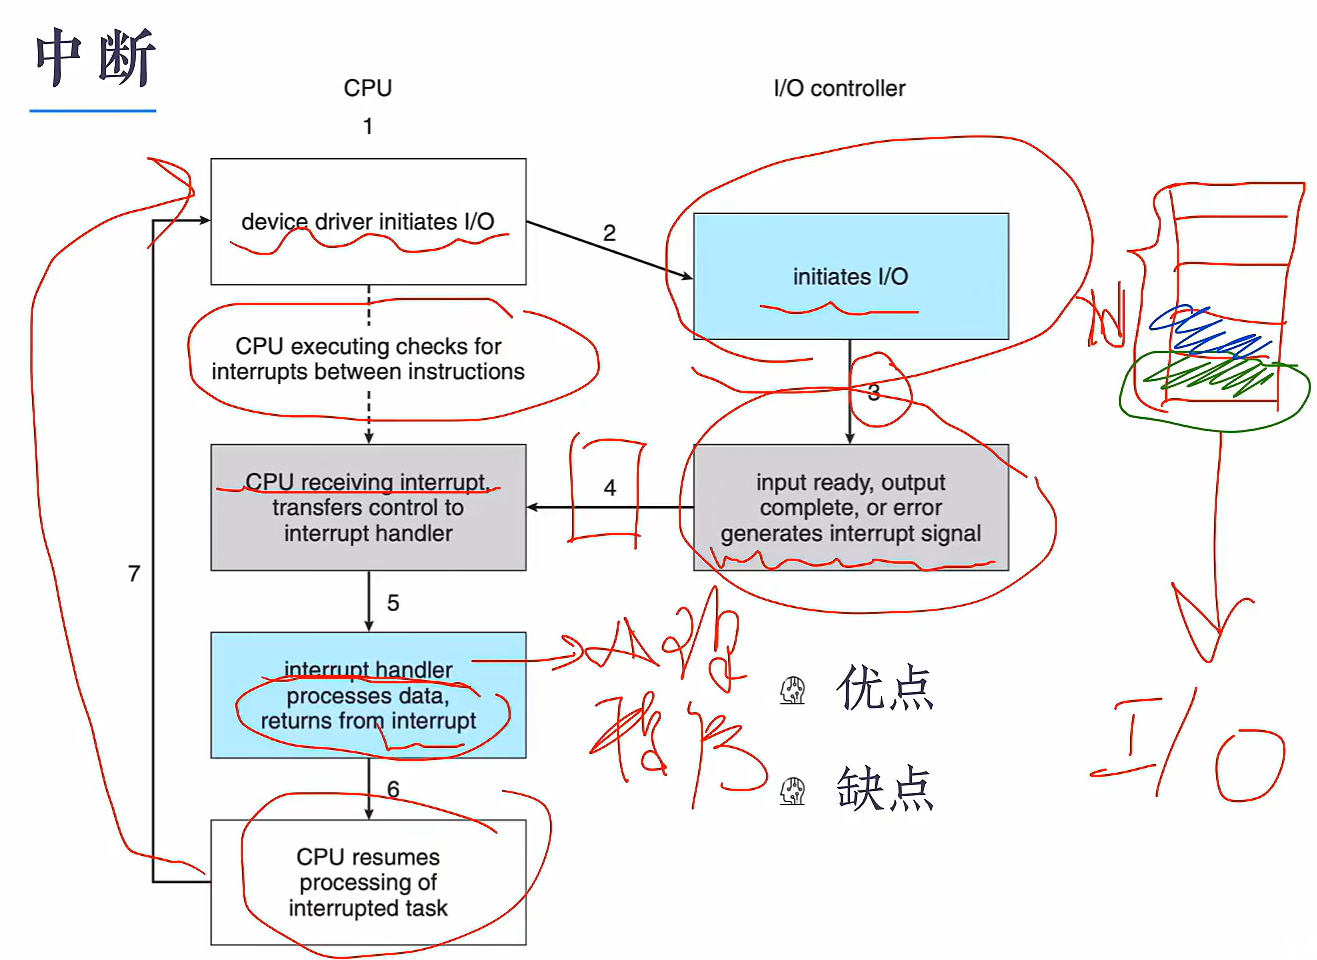 中断
CPU
I/O controller
1
device driver initiates I/O
2
initiates I/O
CPU executing checks for
interrupts between instructions
3
N
CPU receiving interrupt,
transfers control to
interrupt handler
4
input ready, output
complete, or error
generates interrupt signal
7
5
interrupt handler
processes data,
returns from interrupt
优点
I/O
6
缺点
CPU resumes
processing of
interrupted task